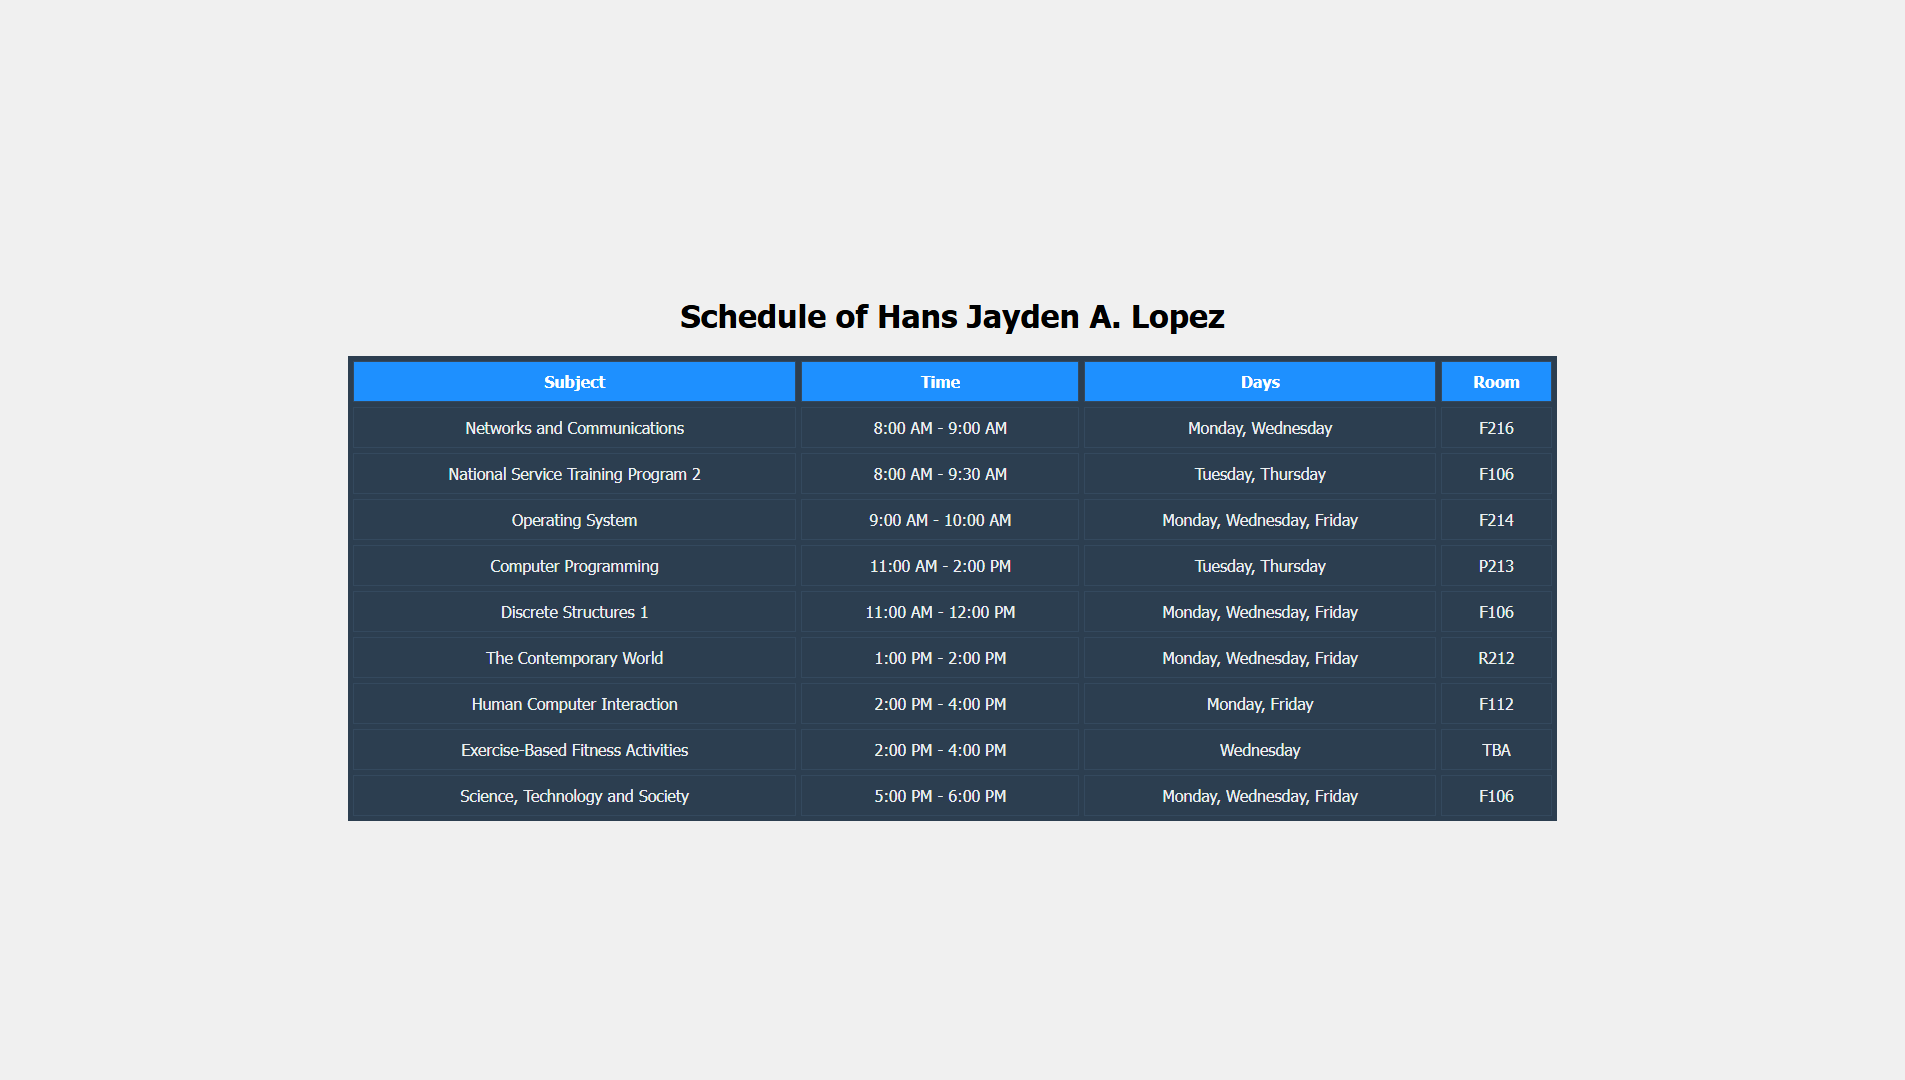 Schedule of Hans Jayden A. Lopez
Subject Time Days Room
Networks and Communications 8:00 AM - 9:00 AM Monday, Wednesday F216
National Service Training Program 2 8:00 AM - 9:30 AM Tuesday, Thursday F106
Operating System 9:00 AM - 10:00 AM Monday, Wednesday, Friday F214
Computer Programming 11:00 AM - 2:00 PM Tuesday, Thursday P213
Discrete Structures 1 11:00 AM - 12:00 PM Monday, Wednesday, Friday F106
The Contemporary World 1:00 PM - 2:00 PM Monday, Wednesday, Friday R212
Human Computer Interaction 2:00 PM - 4:00 PM Monday, Friday F112
Exercise-Based Fitness Activities 2:00 PM - 4:00 PM Wednesday TBA
Science, Technology and Society 5:00 PM - 6:00 PM Monday, Wednesday, Friday F106